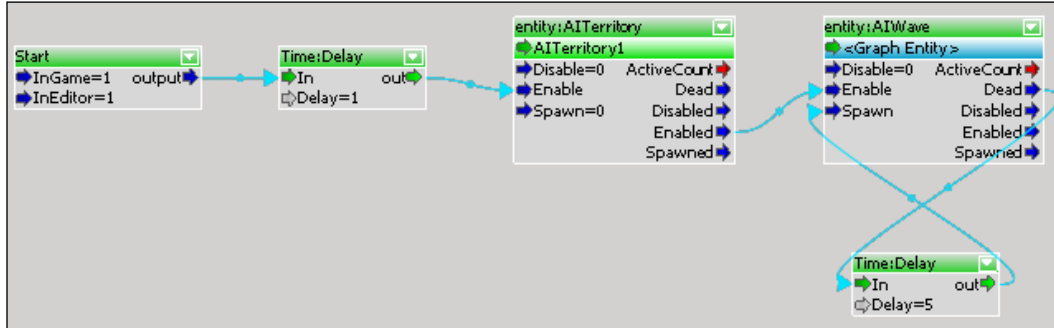 Start
InGame=1 output
InEditor=1
Time:Delay
In out
Delay=1
entity:AITerritory
AITerritory1
Disable=0 ActiveCount
Enable Dead
Spawn=0 Disabled
Enabled
Spawned
entity:AIWave
<Graph Entity>
Disable=0 ActiveCount
Enable Dead
Spawn Disabled
Enabled
Spawned
Time:Delay
In out
Delay=5